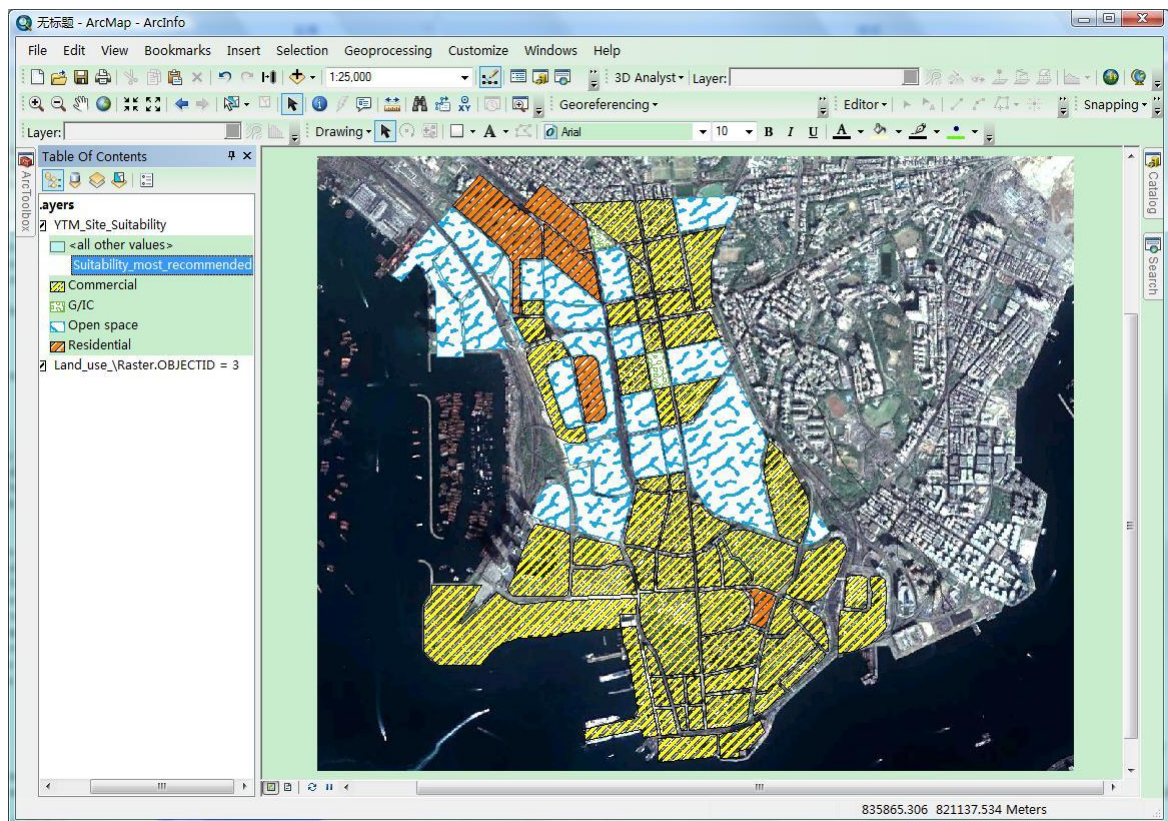 无标题 - ArcMap - ArcInfo
File Edit View Bookmarks Insert Selection Geoprocessing Customize Windows Help
1:25,000 3D Analyst Layer:
Georeferencing Editor Snapping
Layer: Drawing A Arial 10 B I U A
Table Of Contents
ArcToolbox
ayers
YTM_Site_Suitability
<all other values>
Suitability_most_recommended
Commercial
G/IC
Open space
Residential
Land_use_\Raster.OBJECTID = 3
Catalog
Search
835865.306 821137.534 Meters